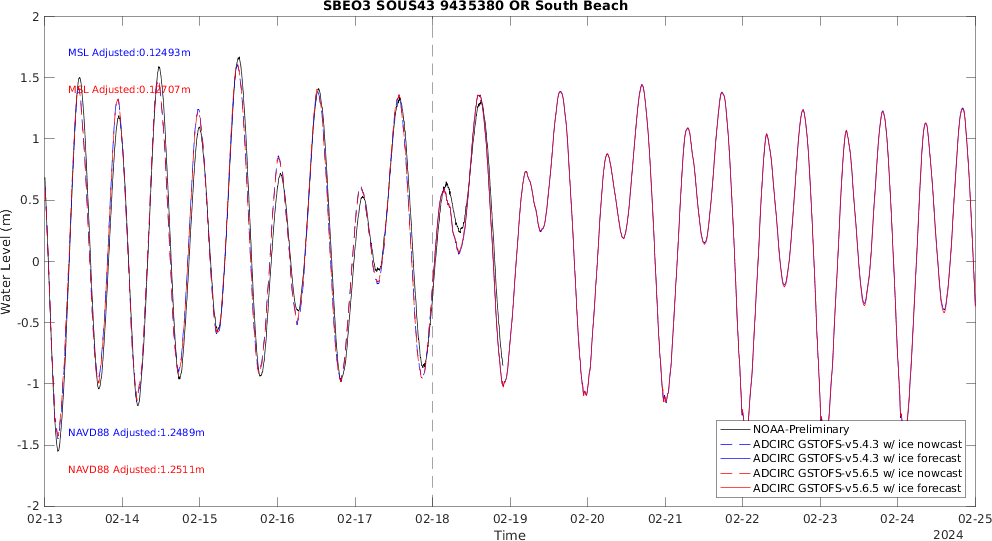 SBEO3 SOUS43 9435380 OR South Beach
2
1.5
1
0.5
0
-0.5
-1
-1.5
-2
Water Level (m)
MSL Adjusted:0.12493m
MSL Adjusted:0.12707m
NAVD88 Adjusted:1.2489m
NAVD88 Adjusted:1.2511m
NOAA-Preliminary
ADCIRC GSTOFS-v5.4.3 w/ ice nowcast
ADCIRC GSTOFS-v5.4.3 w/ ice forecast
ADCIRC GSTOFS-v5.6.5 w/ ice nowcast
ADCIRC GSTOFS-v5.6.5 w/ ice forecast
02-13 02-14 02-15 02-16 02-17 02-18 02-19 02-20 02-21 02-22 02-23 02-24 02-25
Time
2024